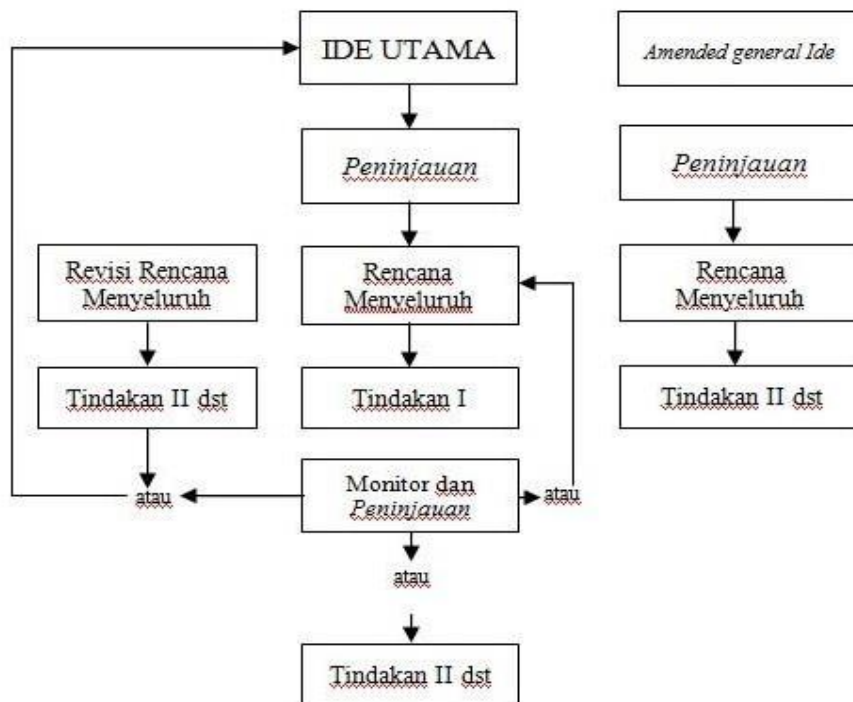 IDE UTAMA
Amended general Ide
Peninjauan
Peninjauan
Revisi Rencana
Menyeluruh
Rencana
Menyeluruh
Rencana
Menyeluruh
Tindakan II dst
Tindakan I
Tindakan II dst
atau
Monitor dan
Peninjauan
atau
atau
Tindakan II dst